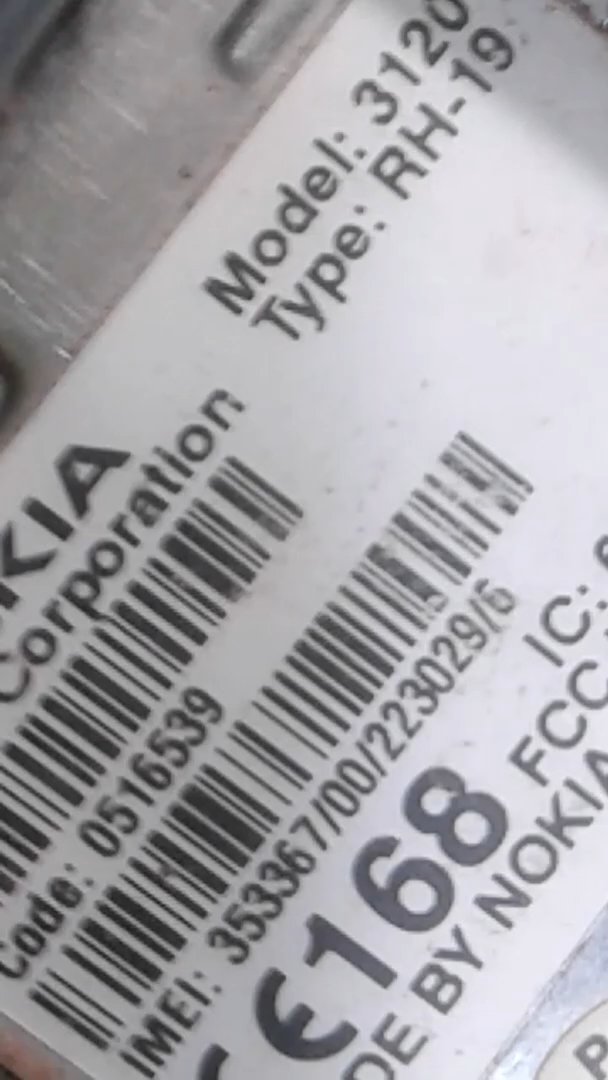 Model: 3120
Type: RH-19
KIA
Corporation
Code: 0516539
IMEI: 353367/00/223029/6
CE168
IC:
FCC
DE BY NOKIA